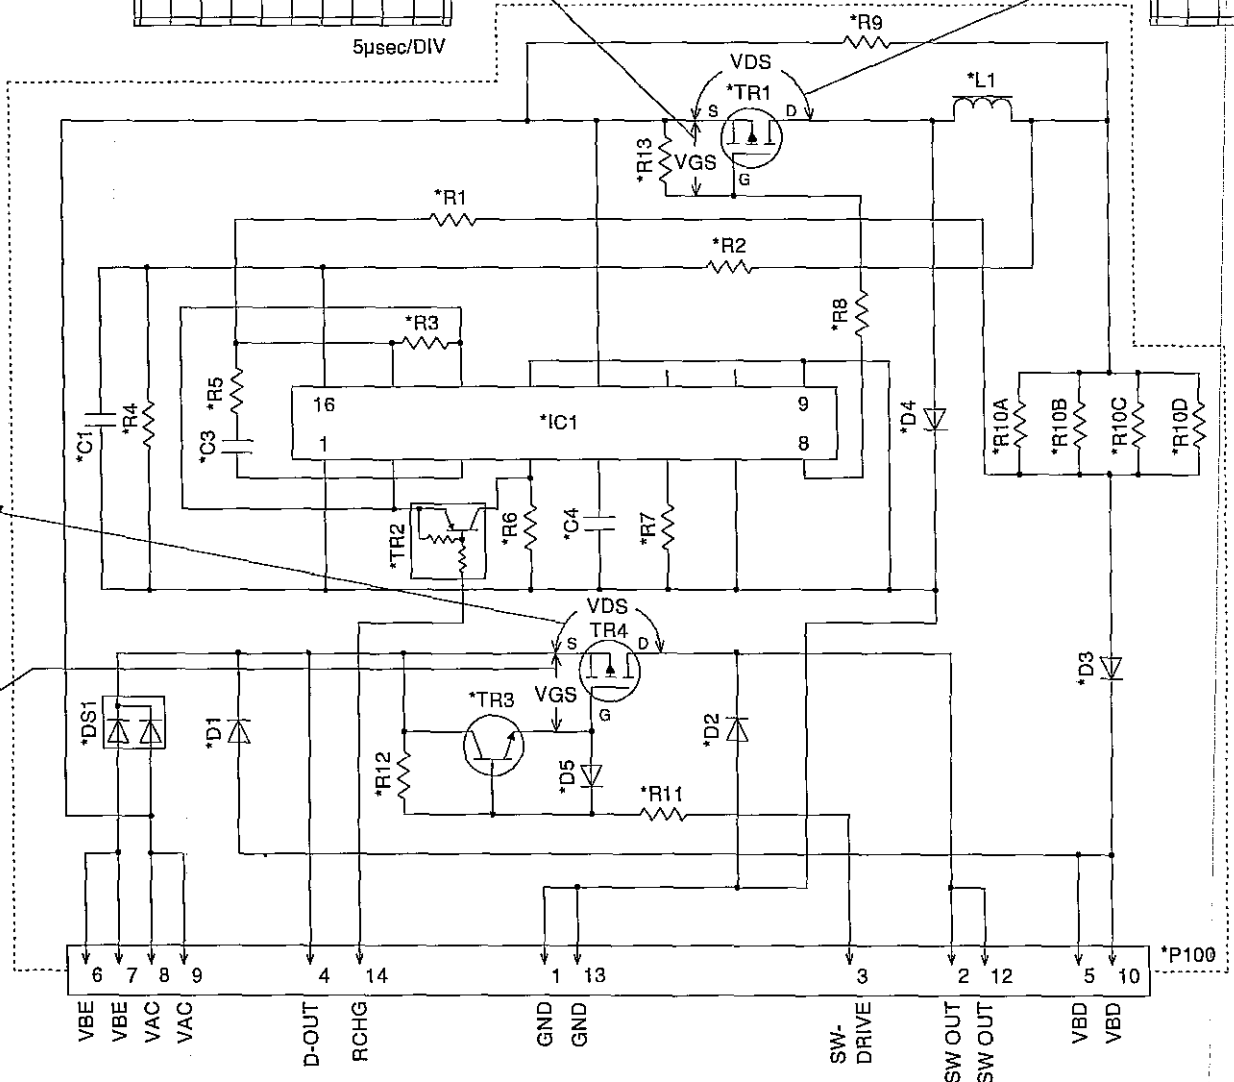 5µsec/DIV
*R9
VDS
*TR1
*L1
S
D
*R13
VGS
G
*R1
*R2
*R8
*R3
*R5
16
9
*IC1
1
8
*C1
*R4
*C3
*D4
*R10A
*R10B
*R10C
*R10D
*TR2
*R6
*C4
*R7
VDS
TR4
S
D
VGS
G
*TR3
*DS1
*D1
*R12
*D5
*R11
*D2
*D3
*P100
6 7 8 9 4 14 1 13 3 2 12 5 10
VBE
VBE
VAC
VAC
D-OUT
RCHG
GND
GND
SW-
DRIVE
SW OUT
SW OUT
VBD
VBD